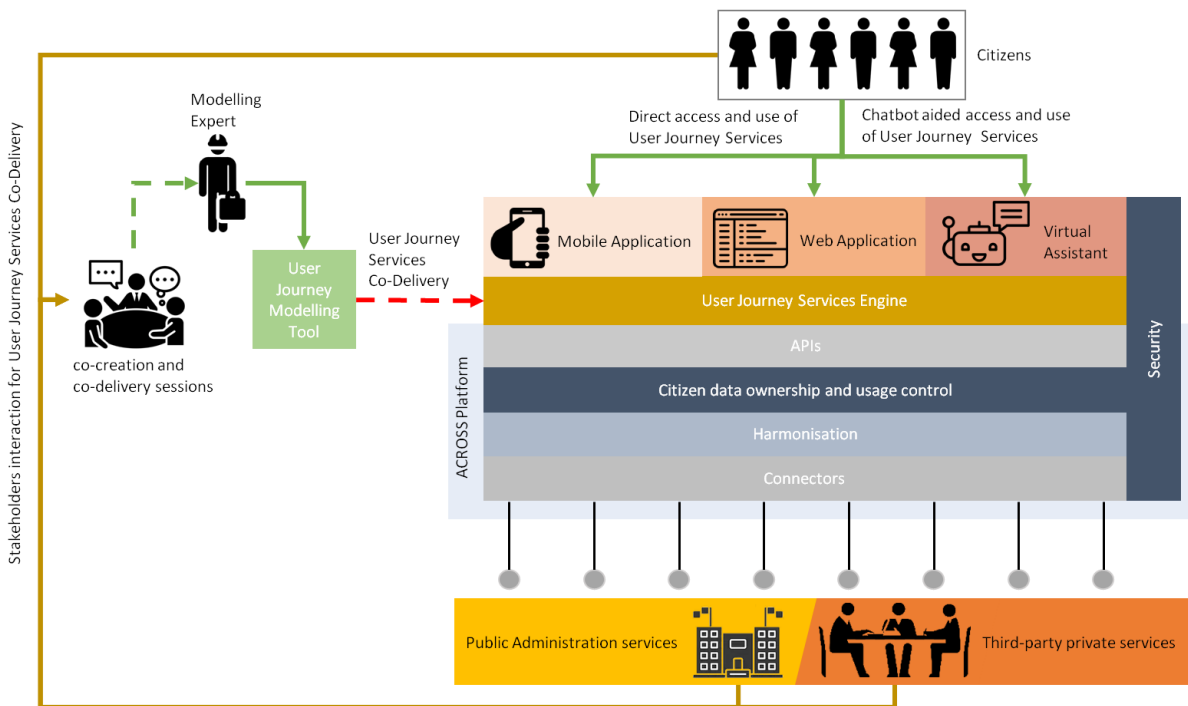 Citizens
Modelling
Expert
Direct access and use of
User Journey Services
Chatbot aided access and use
of User Journey Services
Stakeholders interaction for User Journey Services Co-Delivery
User Journey
Services
Co-Delivery
User
Journey
Modelling
Tool
co-creation and
co-delivery sessions
Mobile Application
Web Application
Virtual
Assistant
User Journey Services Engine
APIs
Citizen data ownership and usage control
Harmonisation
Connectors
Security
ACROSS Platform
Public Administration services
Third-party private services